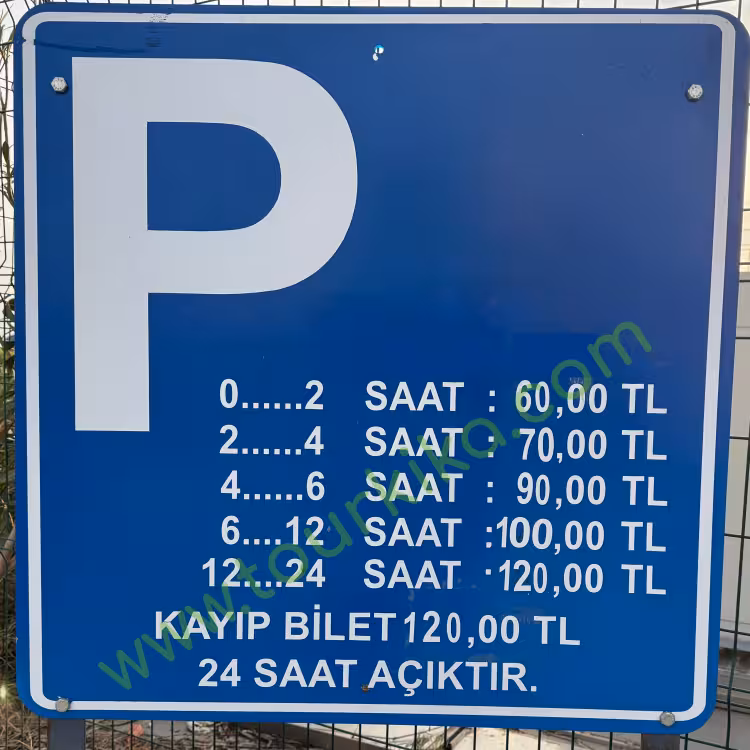 P
0......2 SAAT : 60,00 TL
2......4 SAAT : 70,00 TL
4......6 SAAT : 90,00 TL
6....12 SAAT :100,00 TL
12....24 SAAT :120,00 TL
KAYIP BİLET 120,00 TL
24 SAAT AÇIKTIR.
www.tourkika.com